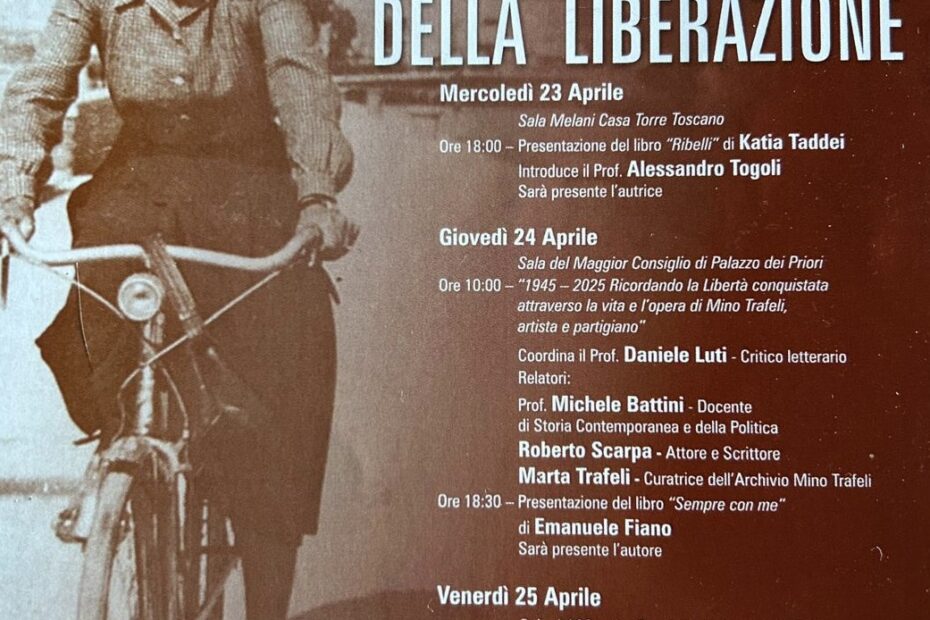 DELLA LIBERAZIONE
Mercoledì 23 Aprile
Sala Melani Casa Torre Toscano
Ore 18:00 – Presentazione del libro "Ribelli" di Katia Taddei
Introduce il Prof. Alessandro Togoli
Sarà presente l'autrice
Giovedì 24 Aprile
Sala del Maggior Consiglio di Palazzo dei Priori
Ore 10:00 – "1945 – 2025 Ricordando la Libertà conquistata
attraverso la vita e l'opera di Mino Trafeli,
artista e partigiano"
Coordina il Prof. Daniele Luti - Critico letterario
Relatori:
Prof. Michele Battini - Docente
di Storia Contemporanea e della Politica
Roberto Scarpa - Attore e Scrittore
Marta Trafeli - Curatrice dell'Archivio Mino Trafeli
Ore 18:30 – Presentazione del libro "Sempre con me"
di Emanuele Fiano
Sarà presente l'autore
Venerdì 25 Aprile